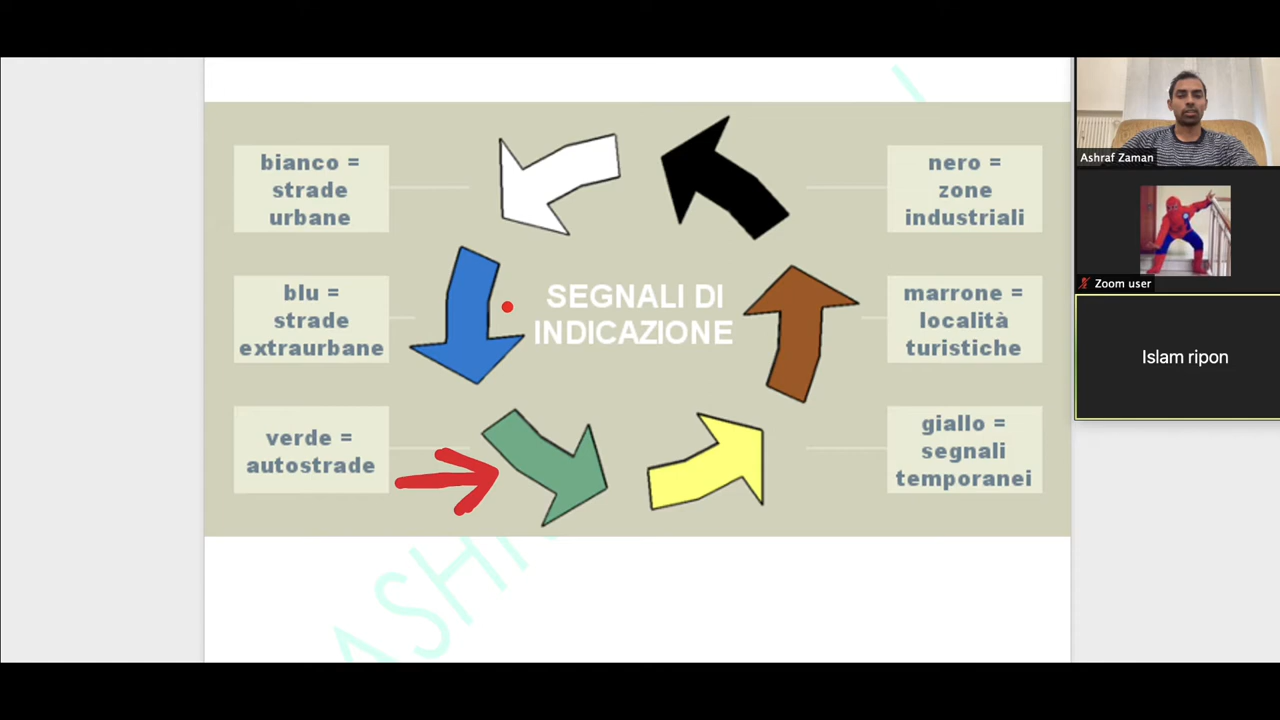 bianco =
strade
urbane
blu =
strade
extraurbane
verde =
autostrade
SEGNALI DI
INDICAZIONE
nero =
zone
industriali
marrone =
località
turistiche
giallo =
segnali
temporanei
ASHR
Ashraf Zaman
Zoom user
Islam ripon